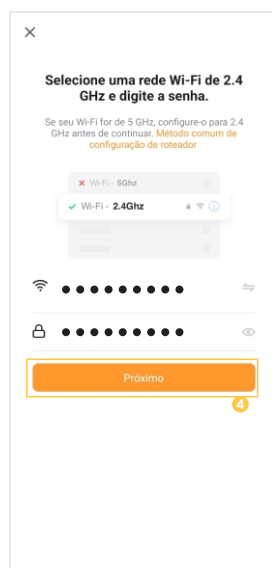 Selecione uma rede Wi-Fi de 2.4
GHz e digite a senha.
Se seu Wi-Fi for de 5 GHz, configure-o para 2.4
GHz antes de continuar. Método comum de
configuração de roteador
Wi-Fi - 5Ghz
Wi-Fi - 2.4Ghz
Próximo
4